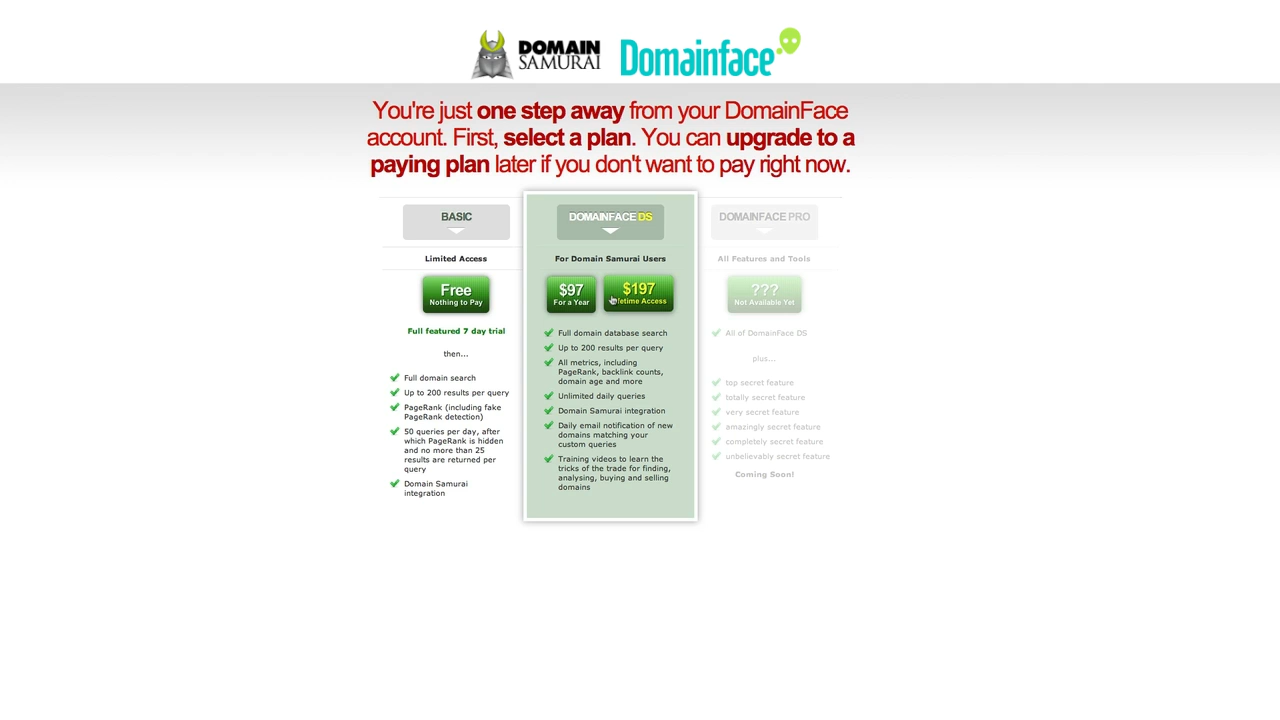 DOMAIN
SAMURAI
Domainface
You're just one step away from your DomainFace
account. First, select a plan. You can upgrade to a
paying plan later if you don't want to pay right now.
BASIC
Limited Access
Free
Nothing to Pay
Full featured 7 day trial
then...
Full domain search
Up to 200 results per query
PageRank (including fake
PageRank detection)
50 queries per day, after
which PageRank is hidden
and no more than 25
results are returned per
query
Domain Samurai
integration
DOMAINFACE DS
For Domain Samurai Users
$97
For a Year
$197
fetime Access
Full domain database search
Up to 200 results per query
All metrics, including
PageRank, backlink counts,
domain age and more
Unlimited daily queries
Domain Samurai integration
Daily email notification of new
domains matching your
custom queries
Training videos to learn the
tricks of the trade for finding,
analysing, buying and selling
domains
DOMAINFACE PRO
All Features and Tools
???
Not Available Yet
All of DomainFace DS
plus...
top secret feature
totally secret feature
very secret feature
amazingly secret feature
completely secret feature
unbelievably secret feature
Coming Soon!